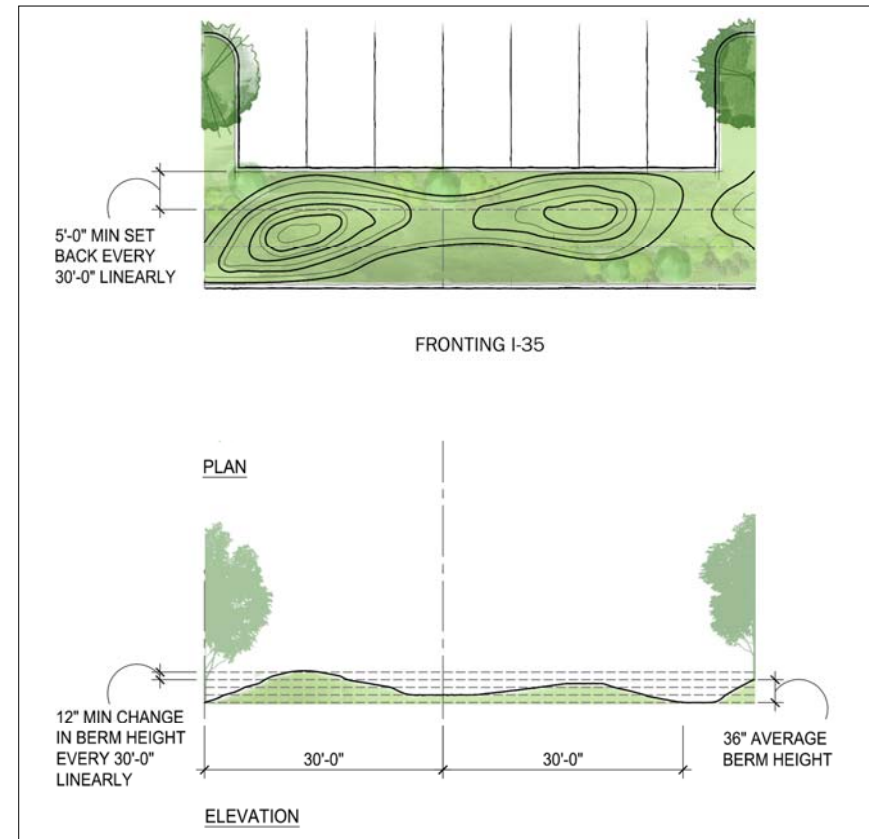 5'-0" MIN SET
BACK EVERY
30'-0" LINEARLY
FRONTING I-35
PLAN
12" MIN CHANGE
IN BERM HEIGHT
EVERY 30'-0"
LINEARLY
30'-0"
30'-0"
36" AVERAGE
BERM HEIGHT
ELEVATION